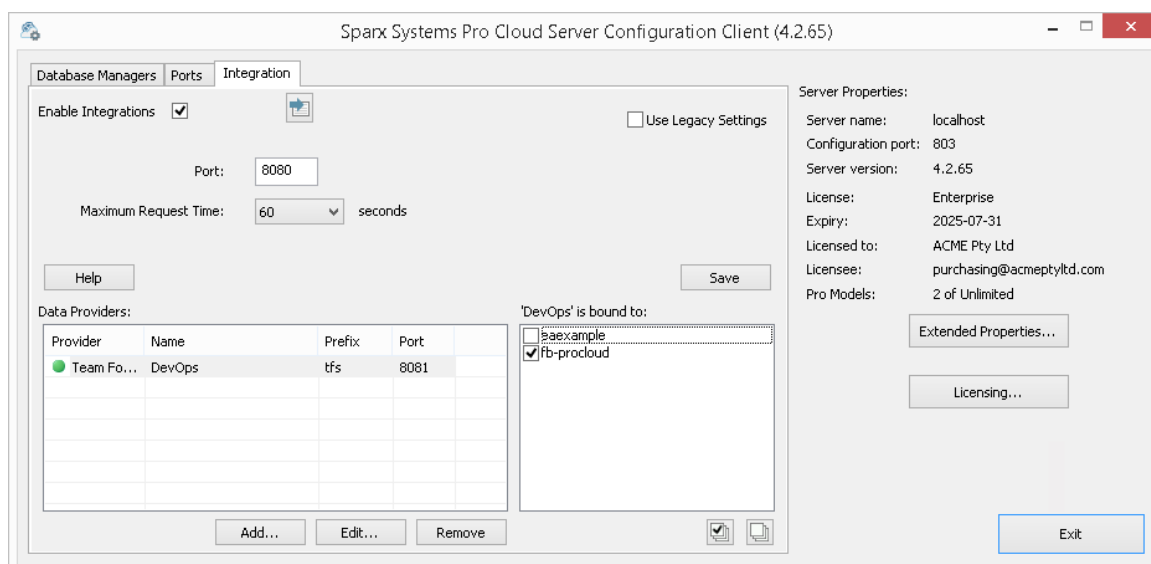 Sparx Systems Pro Cloud Server Configuration Client (4.2.65)
Database Managers Ports Integration
Enable Integrations
Use Legacy Settings
Port: 8080
Maximum Request Time: 60 seconds
Help Save
Data Providers:
Provider Name Prefix Port
Team Fo... DevOps tfs 8081
Add... Edit... Remove
'DevOps' is bound to:
eaexample
fb-procloud
Server Properties:
Server name: localhost
Configuration port: 803
Server version: 4.2.65
License: Enterprise
Expiry: 2025-07-31
Licensed to: ACME Pty Ltd
Licensee: purchasing@acmeptyltd.com
Pro Models: 2 of Unlimited
Extended Properties...
Licensing...
Exit